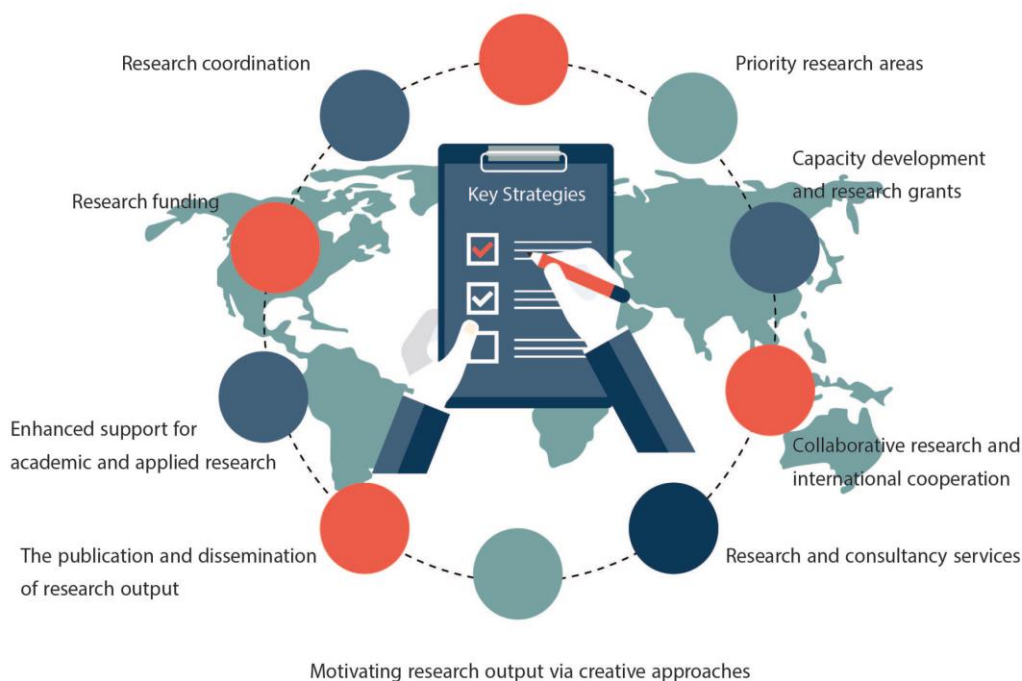 Research coordination
Priority research areas
Key Strategies
Capacity development
and research grants
Research funding
Enhanced support for
academic and applied research
Collaborative research and
international cooperation
The publication and dissemination
of research output
Research and consultancy services
Motivating research output via creative approaches